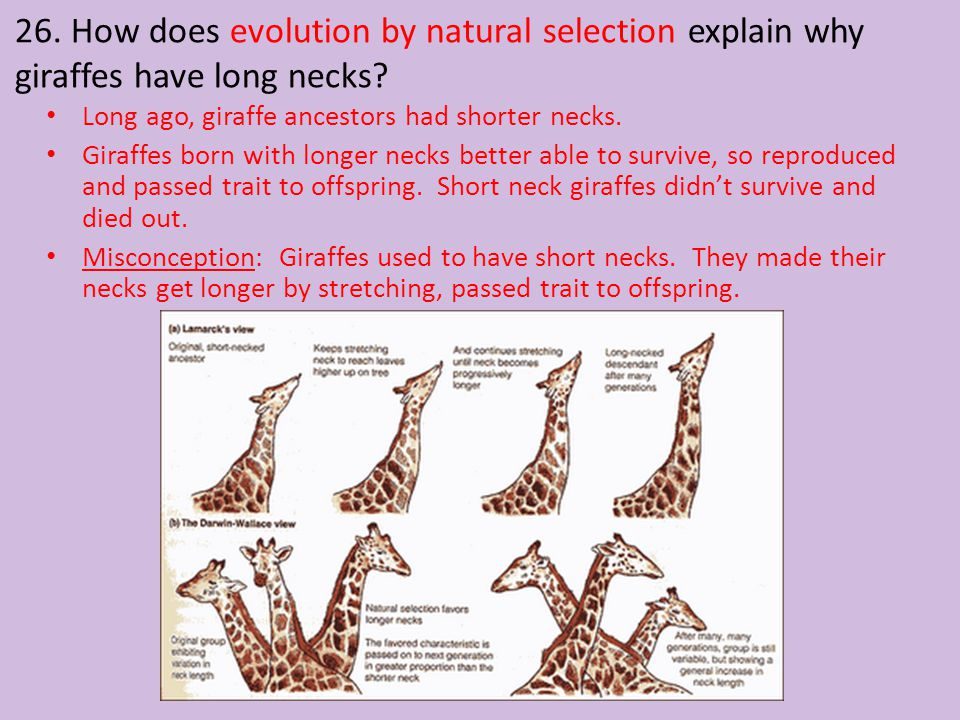 26. How does evolution by natural selection explain why
giraffes have long necks?
• Long ago, giraffe ancestors had shorter necks.
• Giraffes born with longer necks better able to survive, so reproduced
and passed trait to offspring. Short neck giraffes didn't survive and
died out.
• Misconception: Giraffes used to have short necks. They made their
necks get longer by stretching, passed trait to offspring.
(a) Lamarck's view
Original, short-necked
ancestor
Keeps stretching
neck to reach leaves
higher up on tree
And continues stretching
until neck becomes
progressively
longer
Long-necked
descendant
after many
generations
(b) The Darwin-Wallace view
Original group
exhibiting
variation in
neck length
Natural selection favors
longer necks
The favored characteristic is
passed on to next generation
in greater proportion than the
shorter neck
After many, many
generations, group is still
variable, but showing a
general increase in
neck length